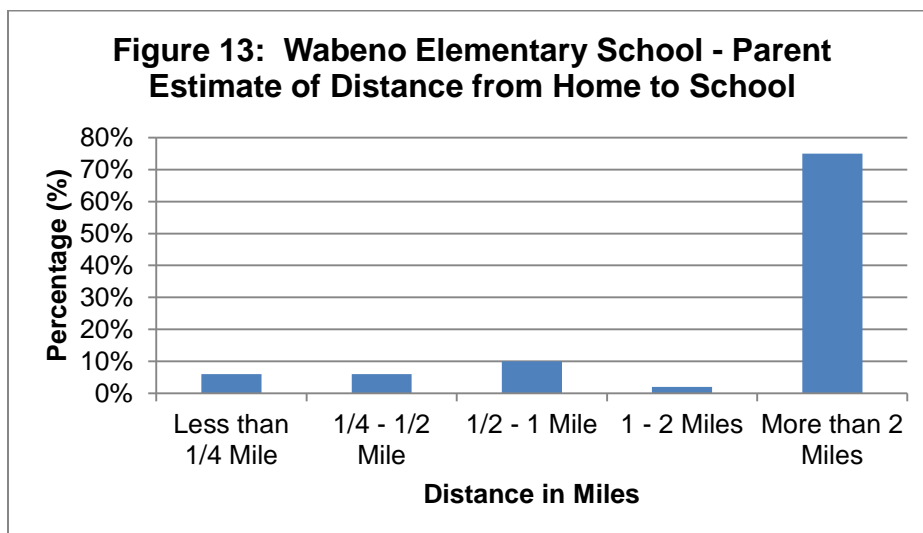 Figure 13:  Wabeno Elementary School - Parent
Estimate of Distance from Home to School
Percentage (%)
80%
70%
60%
50%
40%
30%
20%
10%
0%
Less than
1/4 Mile
1/4 - 1/2
Mile
1/2 - 1 Mile
1 - 2 Miles
More than 2
Miles
Distance in Miles